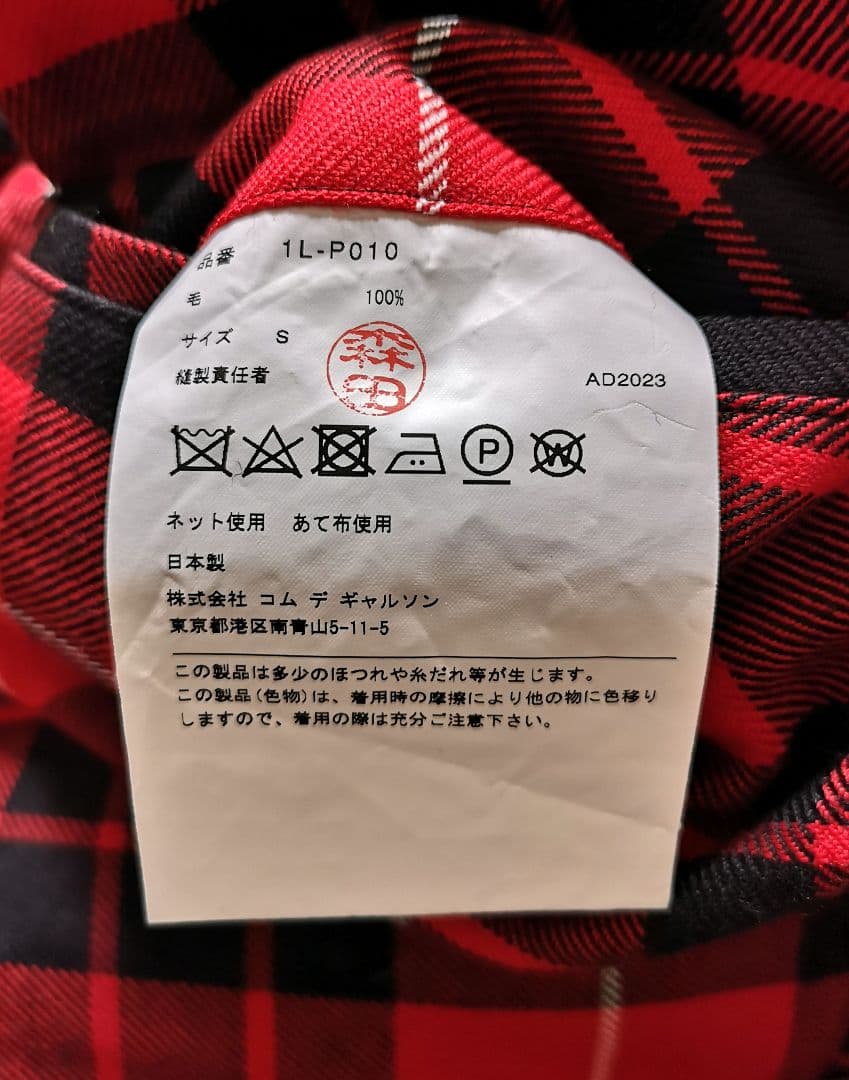 品番 1L-P010
毛 100%
サイズ S
縫製責任者 森田 AD2023
P W
ネット使用 あて布使用
日本製
株式会社 コム デ ギャルソン
東京都港区南青山5-11-5
この製品は多少のほつれや糸だれ等が生じます。
この製品(色物)は、着用時の摩擦により他の物に色移り
しますので、着用の際は充分ご注意下さい。